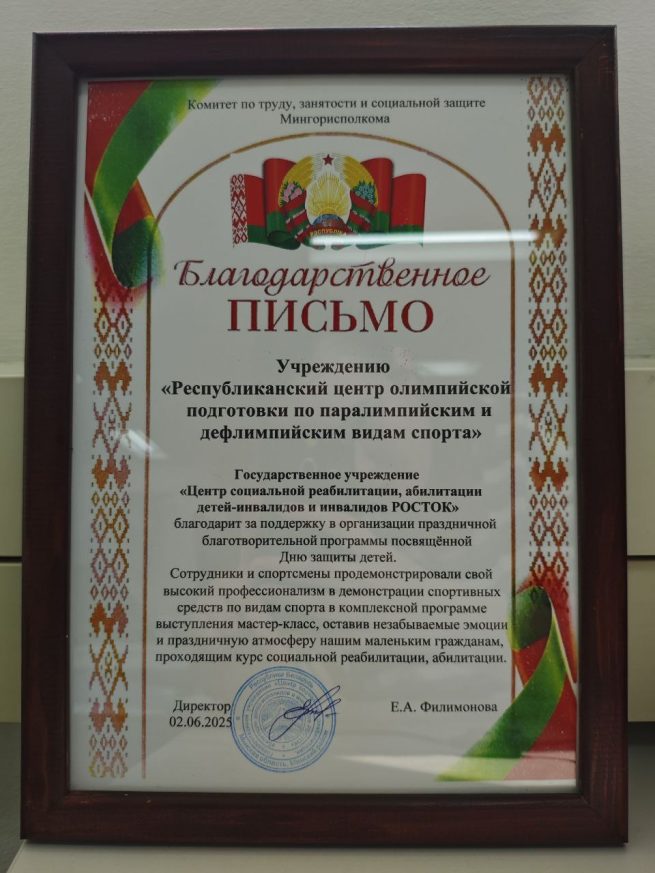 Комитет по труду, занятости и социальной защите
Мингорисполкома
Благодарственное
ПИСЬМО
Учреждению
«Республиканский центр олимпийской
подготовки по паралимпийским и
дефлимпийским видам спорта»
Государственное учреждение
«Центр социальной реабилитации, абилитации
детей-инвалидов и инвалидов РОСТОК»
благодарит за поддержку в организации праздничной
благотворительной программы посвящённой
Дню защиты детей.
Сотрудники и спортсмены продемонстрировали свой
высокий профессионализм в демонстрации спортивных
средств по видам спорта в комплексной программе
выступления мастер-класс, оставив незабываемые эмоции
и праздничную атмосферу нашим маленьким гражданам,
проходящим курс социальной реабилитации, абилитации.
Директор Е.А. Филимонова
02.06.2025